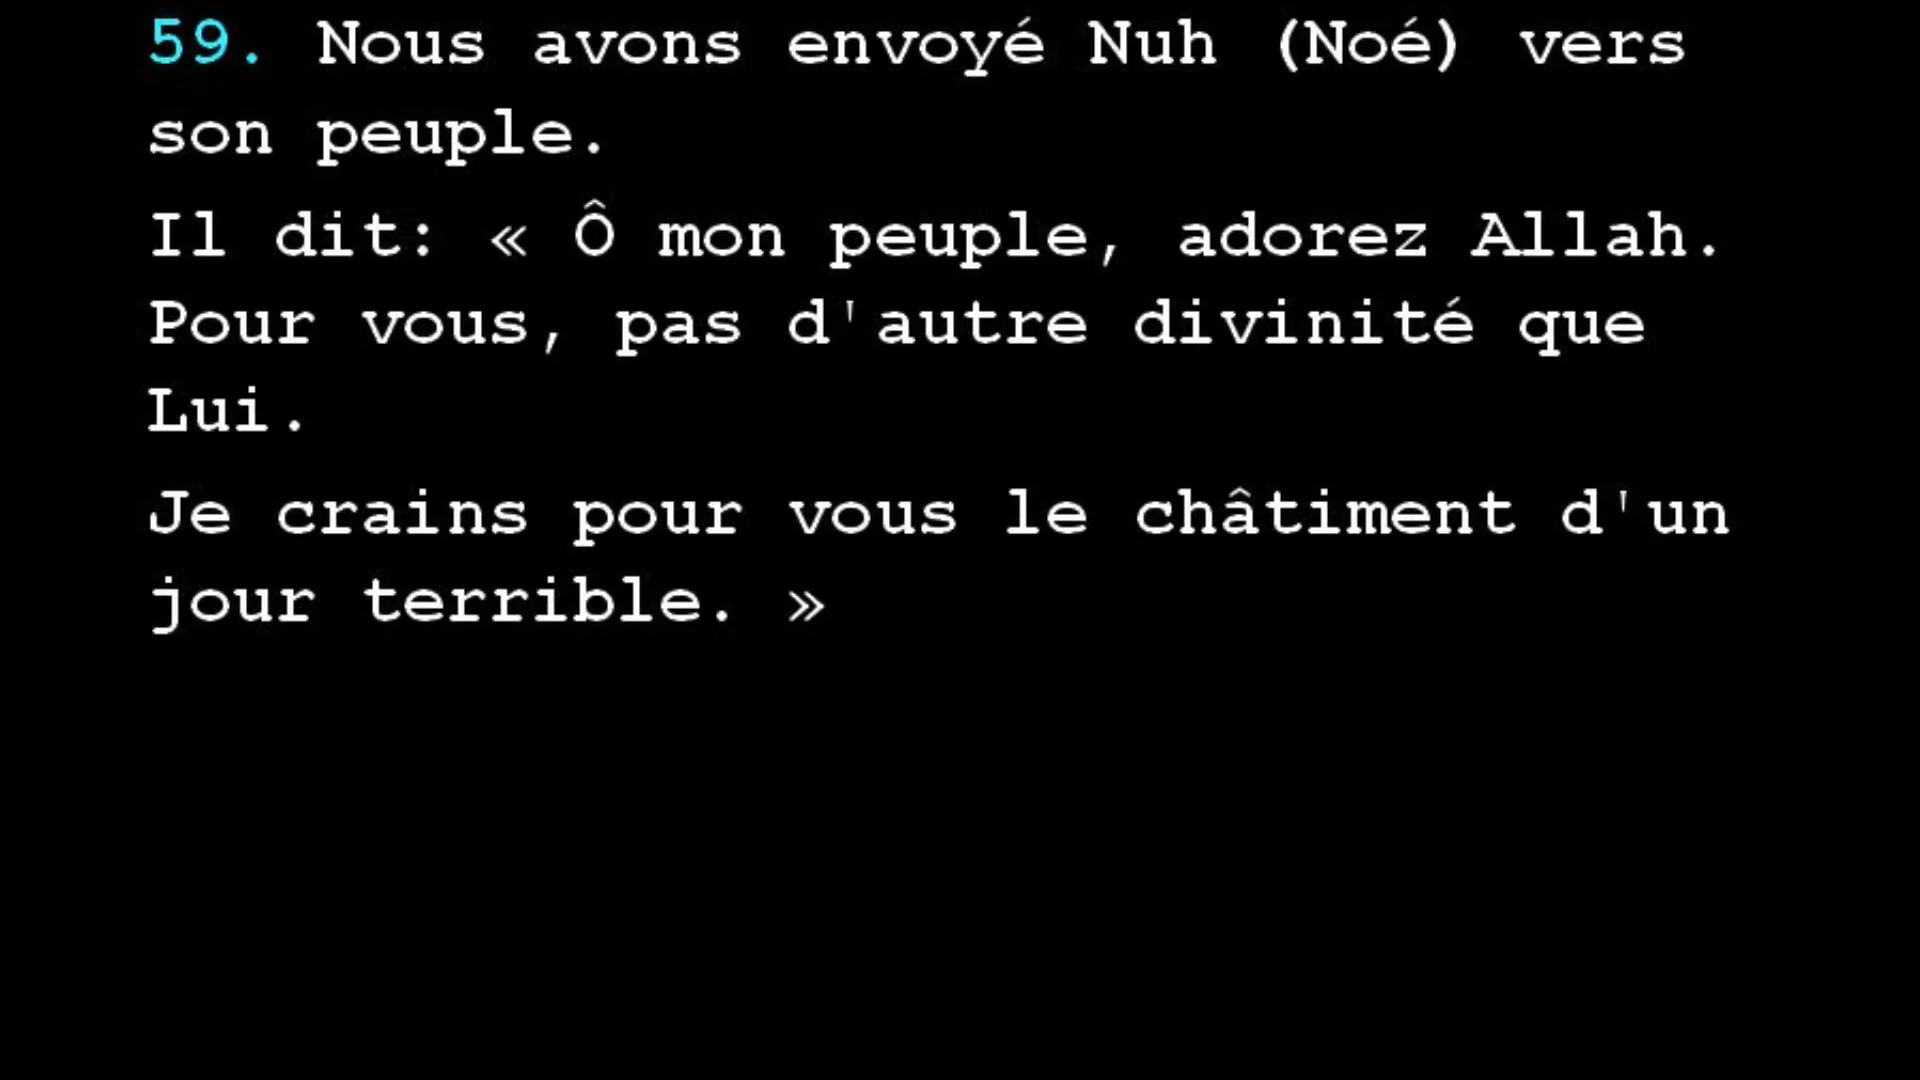 59. Nous avons envoyé Nuh (Noé) vers
son peuple.
Il dit: « Ô mon peuple, adorez Allah.
Pour vous, pas d'autre divinité que
Lui.
Je crains pour vous le châtiment d'un
jour terrible. »